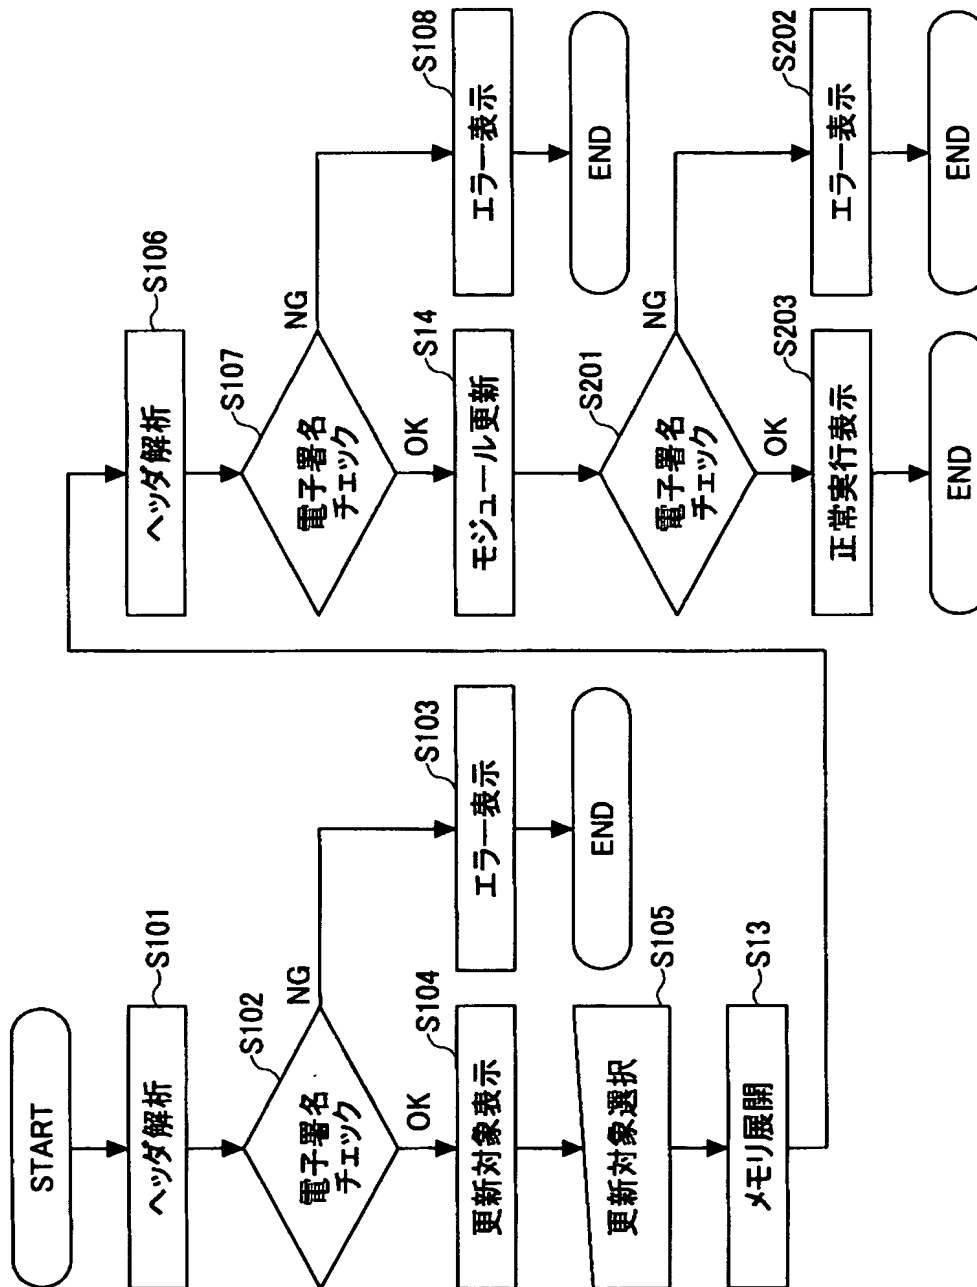 START
ヘッダ解析
S101
電子署名
チェック
S102
NG
OK
エラー表示
S103
END
更新対象表示
S104
更新対象選択
S105
メモリ展開
S13
ヘッダ解析
S106
電子署名
チェック
S107
NG
OK
エラー表示
S108
END
モジュール更新
S14
電子署名
チェック
S201
NG
OK
エラー表示
S202
END
正常実行表示
S203
END